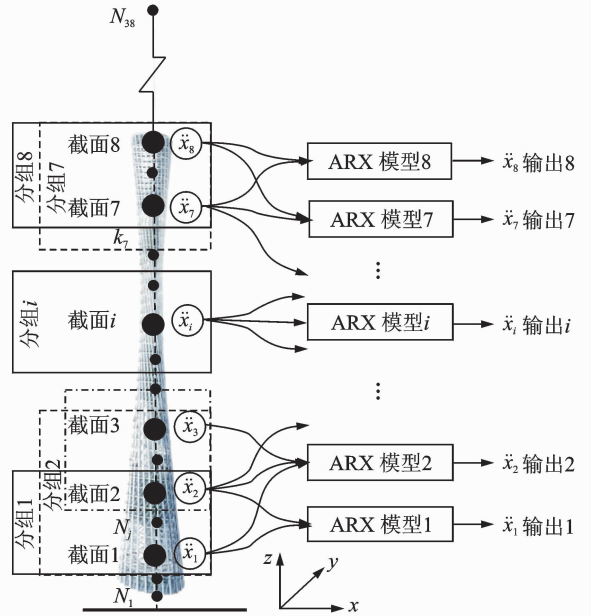 N₃₈
分组8
分组7
截面8
ẍ₈
ARX 模型8
ẍ₈ 输出8
截面7
ẍ₇
ARX 模型7
ẍ₇ 输出7
k₇
⋮
分组i
截面i
ẍᵢ
ARX 模型i
ẍᵢ 输出i
⋮
截面3
ẍ₃
分组2
ARX 模型2
ẍ₂ 输出2
分组1
截面2
ẍ₂
Nⱼ
ARX 模型1
ẍ₁ 输出1
截面1
ẍ₁
z
y
x
N₁